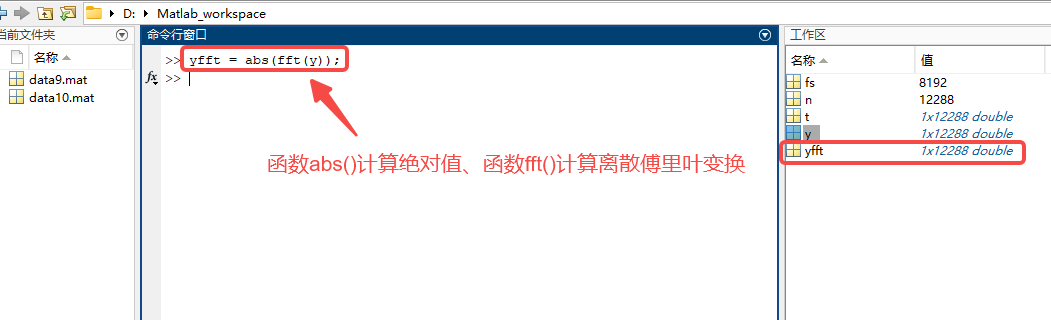 D: Matlab_workspace
当前文件夹
名称
data9.mat
data10.mat
命令行窗口
>> yfft = abs(fft(y));
fx >>
函数abs()计算绝对值、函数fft()计算离散傅里叶变换
工作区
名称 值
fs 8192
n 12288
t 1x12288 double
y 1x12288 double
yfft 1x12288 double